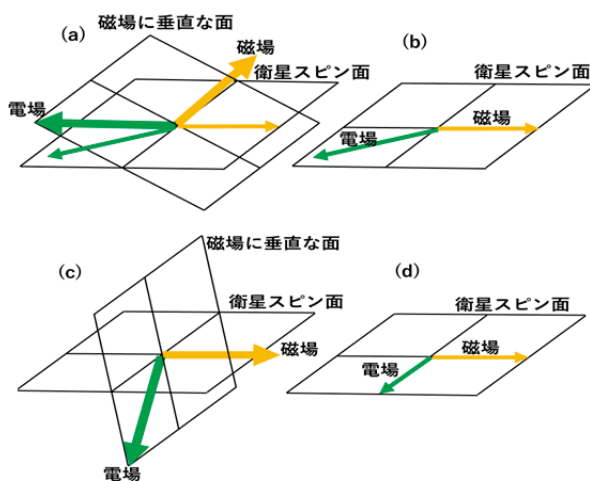 (a)
磁場に垂直な面
磁場
衛星スピン面
電場
(b)
衛星スピン面
磁場
電場
(c)
磁場に垂直な面
衛星スピン面
磁場
電場
(d)
衛星スピン面
磁場
電場